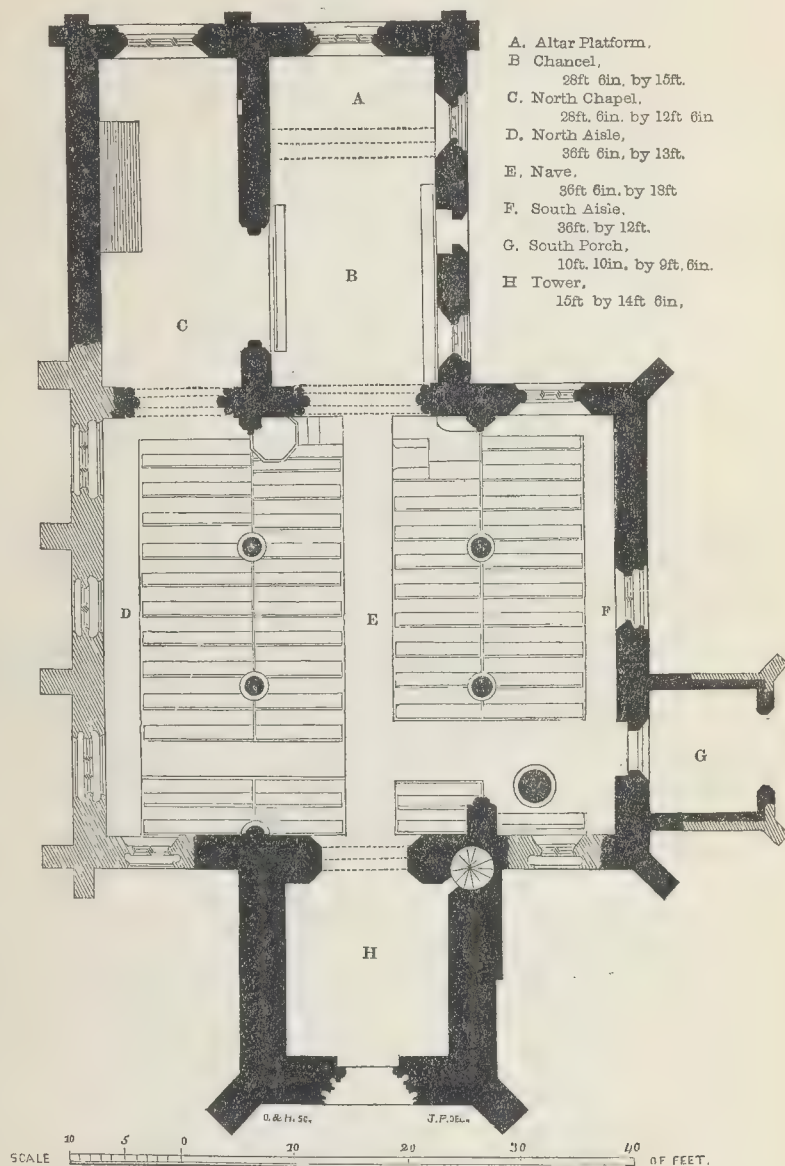 A. Altar Platform,
B Chancel,
28ft 6in. by 15ft.
C. North Chapel,
28ft. 6in. by 12ft 6in
D. North Aisle,
36ft 6in, by 13ft.
E, Nave,
36ft 6in, by 18ft
F. South Aisle,
36ft. by 12ft.
G. South Porch,
10ft. 10in, by 9ft, 6in.
H Tower,
15ft by 14ft 6in,
A
B
C
D
E
F
G
H
O. & H. SC.
J.P. DEL.
10 5 0 10 20 30 40
SCALE OF FEET.